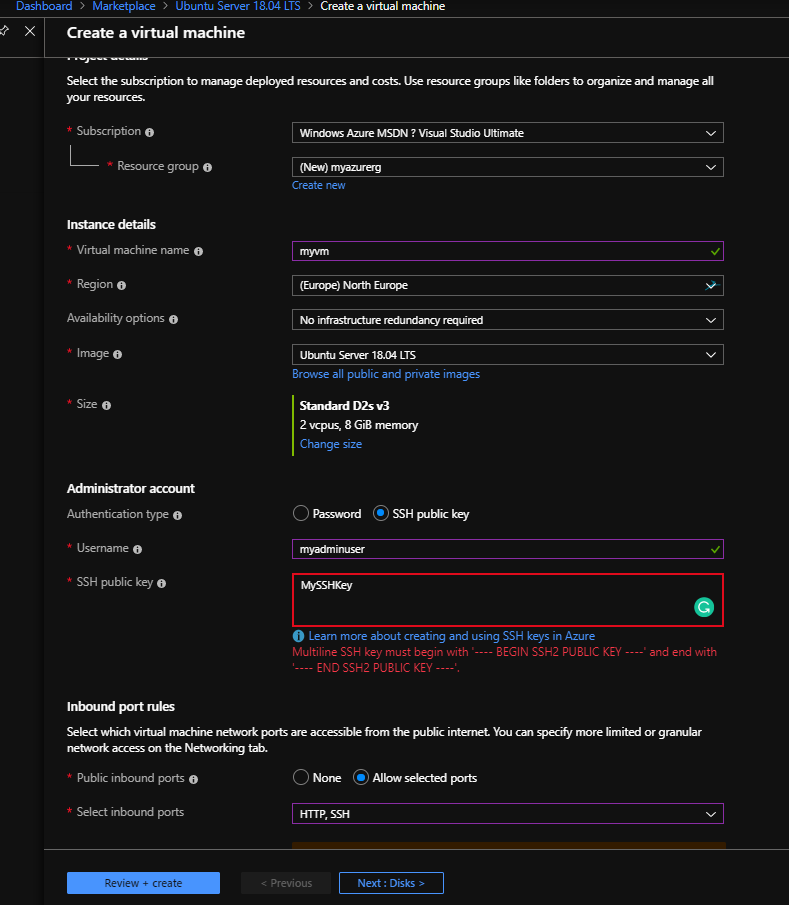 Dashboard > Marketplace > Ubuntu Server 18.04 LTS > Create a virtual machine
Create a virtual machine
Project details
Select the subscription to manage deployed resources and costs. Use resource groups like folders to organize and manage all
your resources.
* Subscription
Windows Azure MSDN ? Visual Studio Ultimate
* Resource group
(New) myazurerg
Create new
Instance details
* Virtual machine name
myvm
* Region
(Europe) North Europe
Availability options
No infrastructure redundancy required
* Image
Ubuntu Server 18.04 LTS
Browse all public and private images
* Size
Standard D2s v3
2 vcpus, 8 GiB memory
Change size
Administrator account
Authentication type
Password SSH public key
* Username
myadminuser
* SSH public key
MySSHKey
Learn more about creating and using SSH keys in Azure
Multiline SSH key must begin with '---- BEGIN SSH2 PUBLIC KEY ----' and end with
'---- END SSH2 PUBLIC KEY ----'.
Inbound port rules
Select which virtual machine network ports are accessible from the public internet. You can specify more limited or granular
network access on the Networking tab.
* Public inbound ports
None Allow selected ports
* Select inbound ports
HTTP, SSH
Review + create
< Previous
Next : Disks >